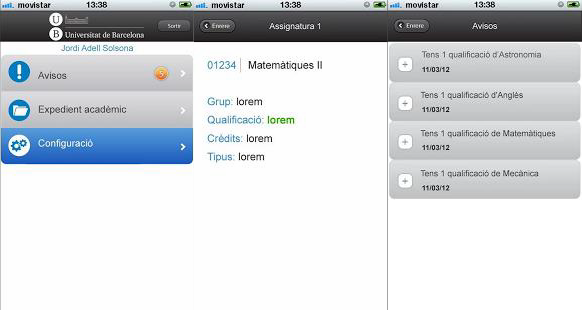 movistar 13:38
U
B
Universitat de Barcelona
Sortir
Jordi Adell Solsona
Avisos 5
Expedient acadèmic
Configuració
movistar 13:38
Enrere Assignatura 1
01234 Matemàtiques II
Grup: lorem
Qualificació: lorem
Crèdits: lorem
Tipus: lorem
movistar 13:38
Enrere Avisos
Tens 1 qualificació d'Astronomia
11/03/12
Tens 1 qualificació d'Anglès
11/03/12
Tens 1 qualificació de Matemàtiques
11/03/12
Tens 1 qualificació de Mecànica
11/03/12